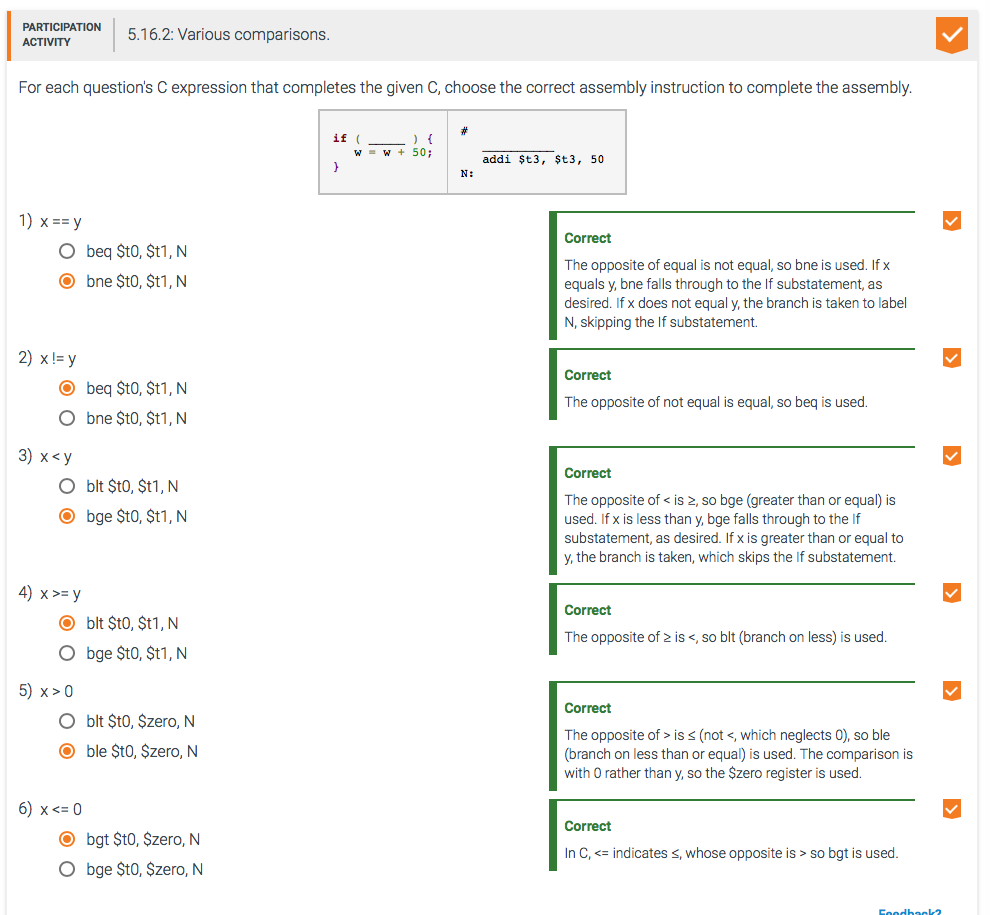 PARTICIPATION
ACTIVITY
5.16.2: Various comparisons.
For each question's C expression that completes the given C, choose the correct assembly instruction to complete the assembly.
if ( ______ ) {
w = w + 50;
}
#
__________
addi $t3, $t3, 50
N:
1) x == y
beq $t0, $t1, N
bne $t0, $t1, N
Correct
The opposite of equal is not equal, so bne is used. If x
equals y, bne falls through to the If substatement, as
desired. If x does not equal y, the branch is taken to label
N, skipping the If substatement.
2) x != y
beq $t0, $t1, N
bne $t0, $t1, N
Correct
The opposite of not equal is equal, so beq is used.
3) x < y
blt $t0, $t1, N
bge $t0, $t1, N
Correct
The opposite of < is ≥, so bge (greater than or equal) is
used. If x is less than y, bge falls through to the If
substatement, as desired. If x is greater than or equal to
y, the branch is taken, which skips the If substatement.
4) x >= y
blt $t0, $t1, N
bge $t0, $t1, N
Correct
The opposite of ≥ is <, so blt (branch on less) is used.
5) x > 0
blt $t0, $zero, N
ble $t0, $zero, N
Correct
The opposite of > is ≤ (not <, which neglects 0), so ble
(branch on less than or equal) is used. The comparison is
with 0 rather than y, so the $zero register is used.
6) x <= 0
bgt $t0, $zero, N
bge $t0, $zero, N
Correct
In C, <= indicates ≤, whose opposite is > so bgt is used.
Feedback?